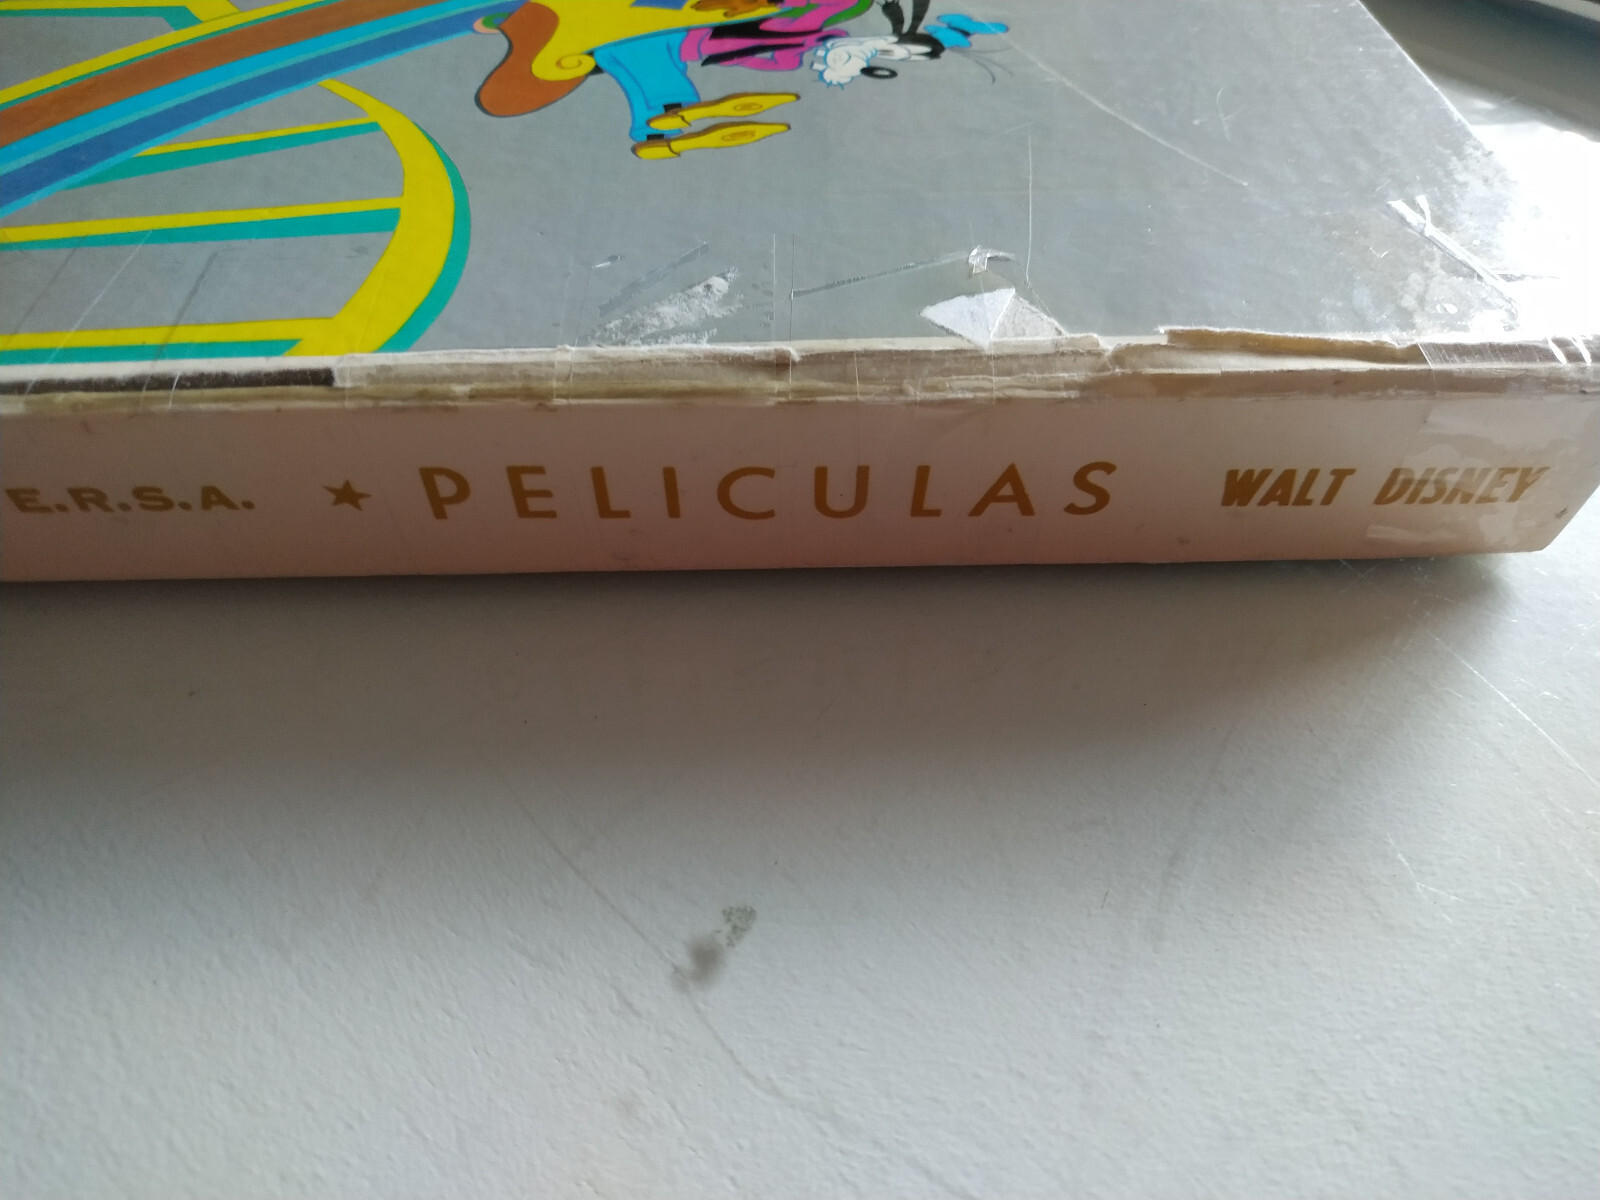 E.R.S.A. ★ PELICULAS WALT DISNEY